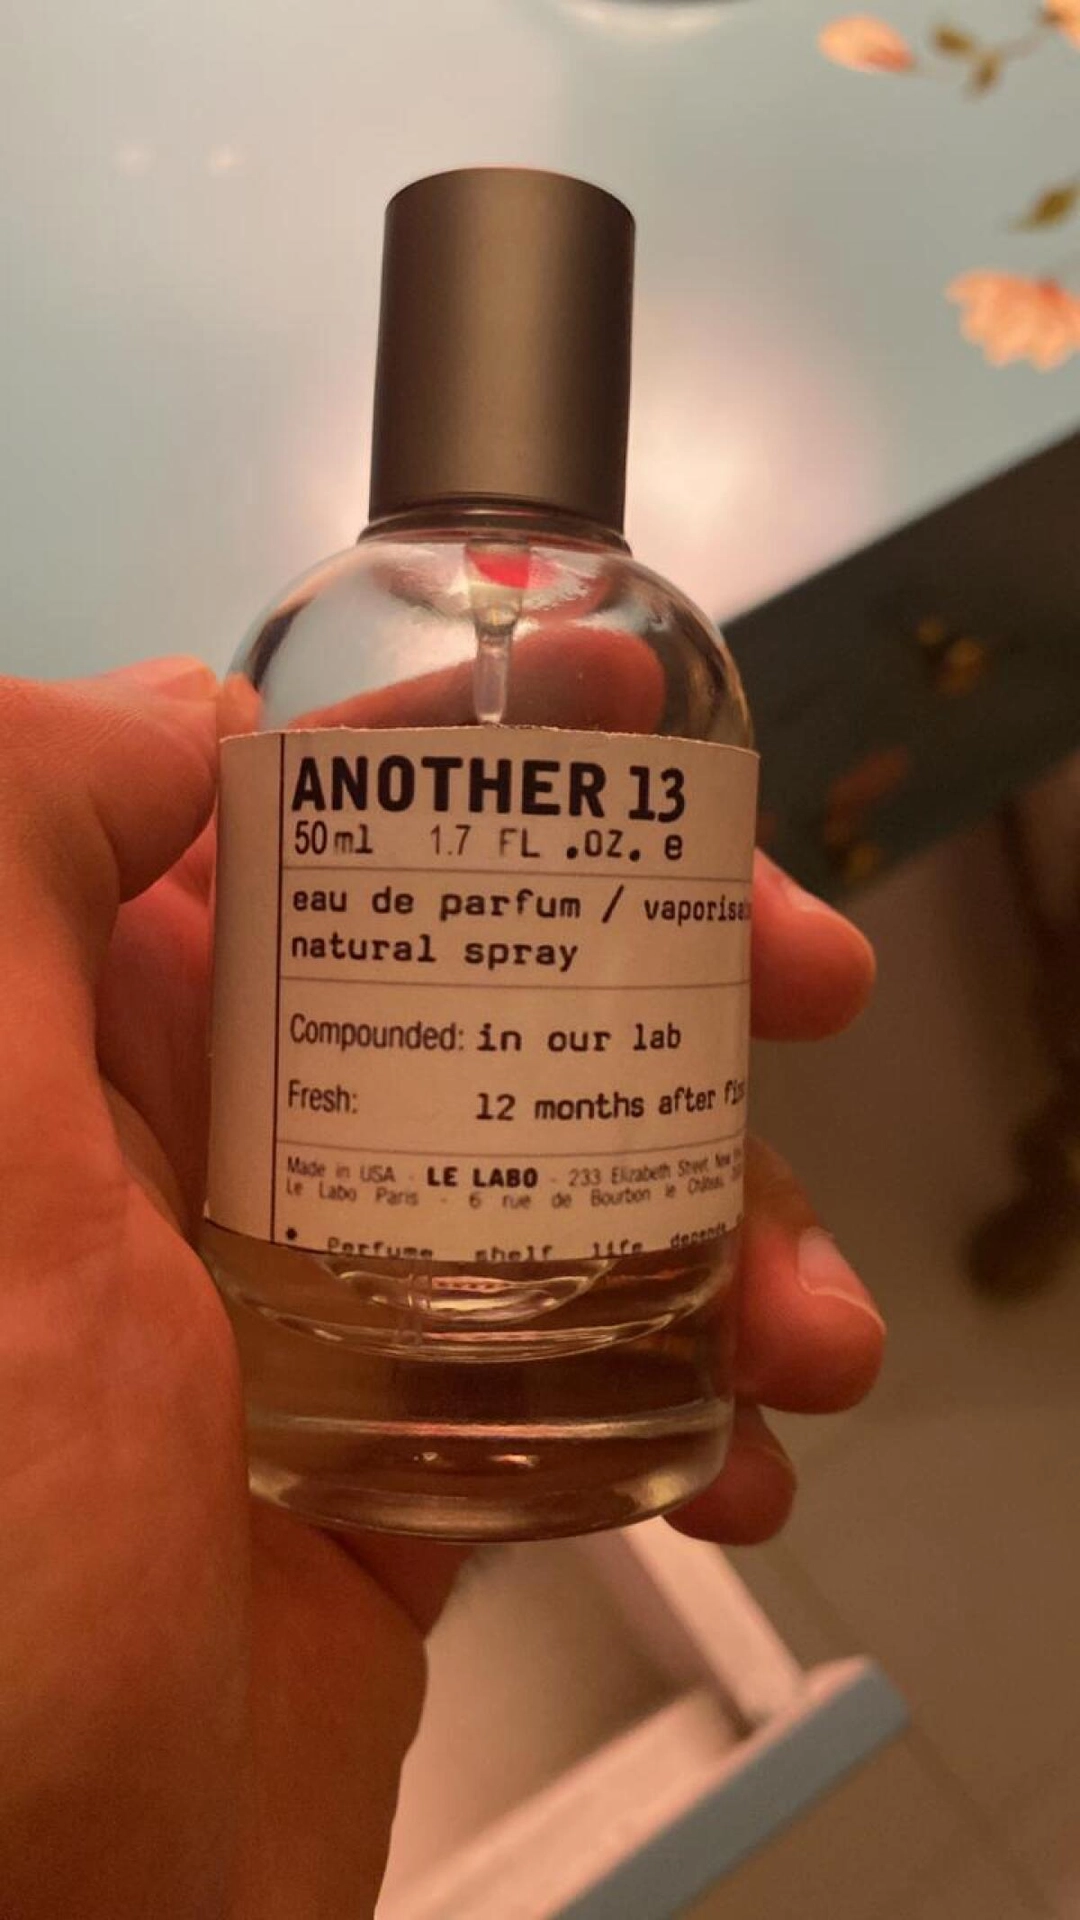 ANOTHER 13
50ml 1.7 FL .OZ. e
eau de parfum / vaporisa
natural spray
Compounded: in our lab
Fresh: 12 months after
Made in USA - LE LABO - 233 Elizabeth Street, New
Le Labo Paris - 6 rue de Bourbon le Château,
* Perfume shelf life depends